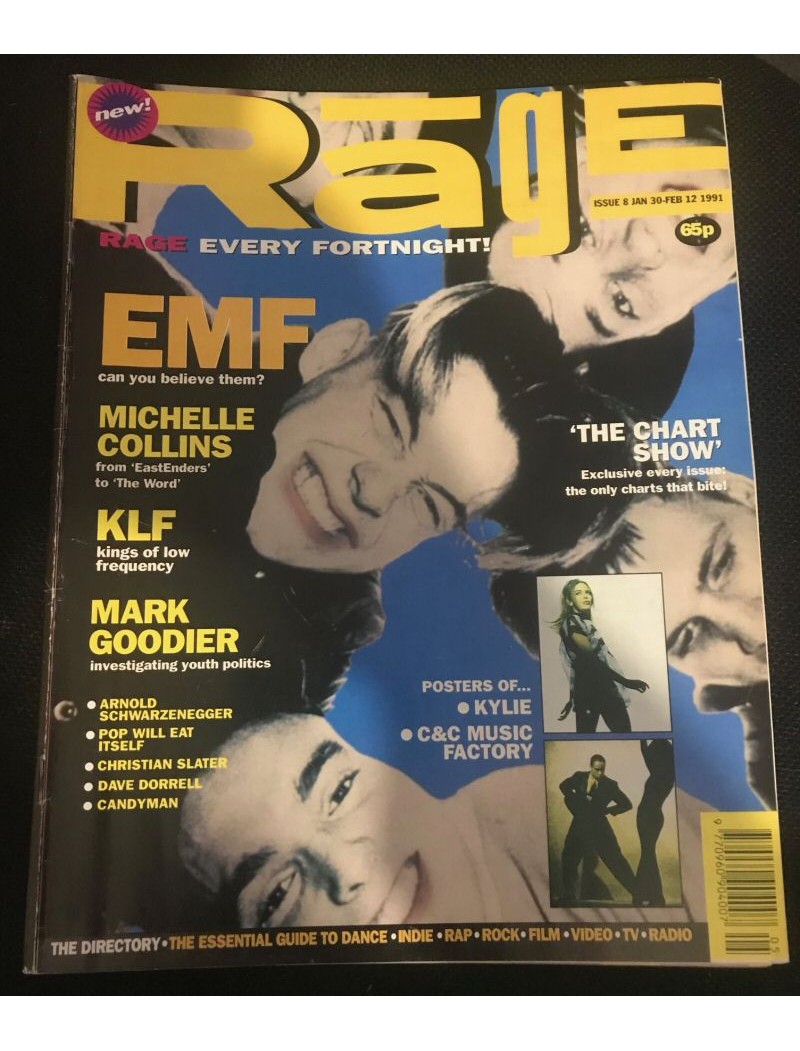 new!
RagE
ISSUE 8 JAN 30-FEB 12 1991
65p
RAGE EVERY FORTNIGHT!
EMF
can you believe them?
MICHELLE
COLLINS
from 'EastEnders'
to 'The Word'
KLF
kings of low
frequency
MARK
GOODIER
investigating youth politics
● ARNOLD
SCHWARZENEGGER
● POP WILL EAT
ITSELF
● CHRISTIAN SLATER
● DAVE DORRELL
● CANDYMAN
'THE CHART
SHOW'
Exclusive every issue:
the only charts that bite!
POSTERS OF...
● KYLIE
● C&C MUSIC
FACTORY
9 770960 904007
05
THE DIRECTORY • THE ESSENTIAL GUIDE TO DANCE • INDIE • RAP • ROCK • FILM • VIDEO • TV • RADIO